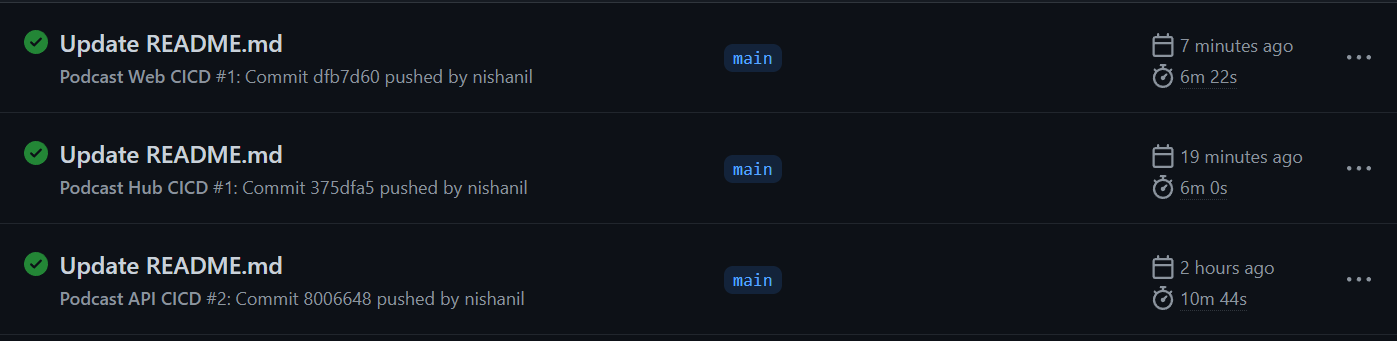 Update README.md
Podcast Web CICD #1: Commit dfb7d60 pushed by nishanil
main
7 minutes ago
6m 22s
Update README.md
Podcast Hub CICD #1: Commit 375dfa5 pushed by nishanil
main
19 minutes ago
6m 0s
Update README.md
Podcast API CICD #2: Commit 8006648 pushed by nishanil
main
2 hours ago
10m 44s